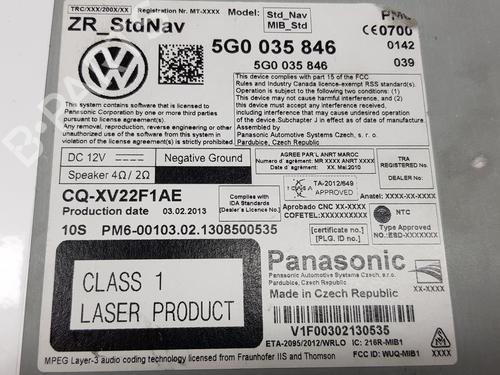 TRC/XXX/200X/XX
Registration Nr. MT-XXXX
Model: Std_Nav
MIB_Std
ZR_StdNav
5G0 035 846
5G0 035 846
CE0700
0142
039
This device complies with part 15 of the FCC
Rules and Industry Canada licence-exempt RSS standard(s).
Operation is subject to the following two conditions:
(1) this device may not cause interference, and
(2) this device must accept any interference, including
interference that may cause undesired operation of
the device. Subchapter J in effect as of date of manufacture.
Panasonic Automotive Systems Czech, s.r.o.
Pardubice, Czech Republic
This system contains software that is copyrighted to
Panasonic Corporation of one or more third parties
pursuant to license.
Any removal, reproduction, reverse engineering or other
unauthorized use of the software from this system
in violation of the applicable license is strictly prohibited.
DC 12V
Negative Ground
Speaker 4Ω / 2Ω
AGREE PAR L ANRT MAROC
Numero d' agrement: MR XXXX ANRT XXXX
Date d' agrement: XX. Mai.2010
TRA
REGISTERED No.:
DEALER No.:
TA-2012/649
APPROVED
Anatel: XXXX-XX-XXXX
CQ-XV22F1AE
Production date 03.02.2013
Complies with
IDA Standards
[Dealer's Licence No.]
Aprobado CNC XX-XXXX
COFETEL:XXXXXXXXXX
NTC
Type Approved
No.: ESD-XXXXXXX
10S PM6-00103.02.1308500535
[certificate no.]
[PLG. ID no.]
CLASS 1
LASER PRODUCT
Panasonic
Panasonic Automotive Systems Czech, s.r.o.
Pardubice, Czech Republic
XX-XXXX
Made in Czech Republic
V1F00302130535
ETA-2095/2012/WRLO
IC: 216R-MIB1
FCC ID: WUQ-MIB1
XXXX
MPEG Layer-3 audio coding technology licensed from Fraunhofer IIS and Thomson